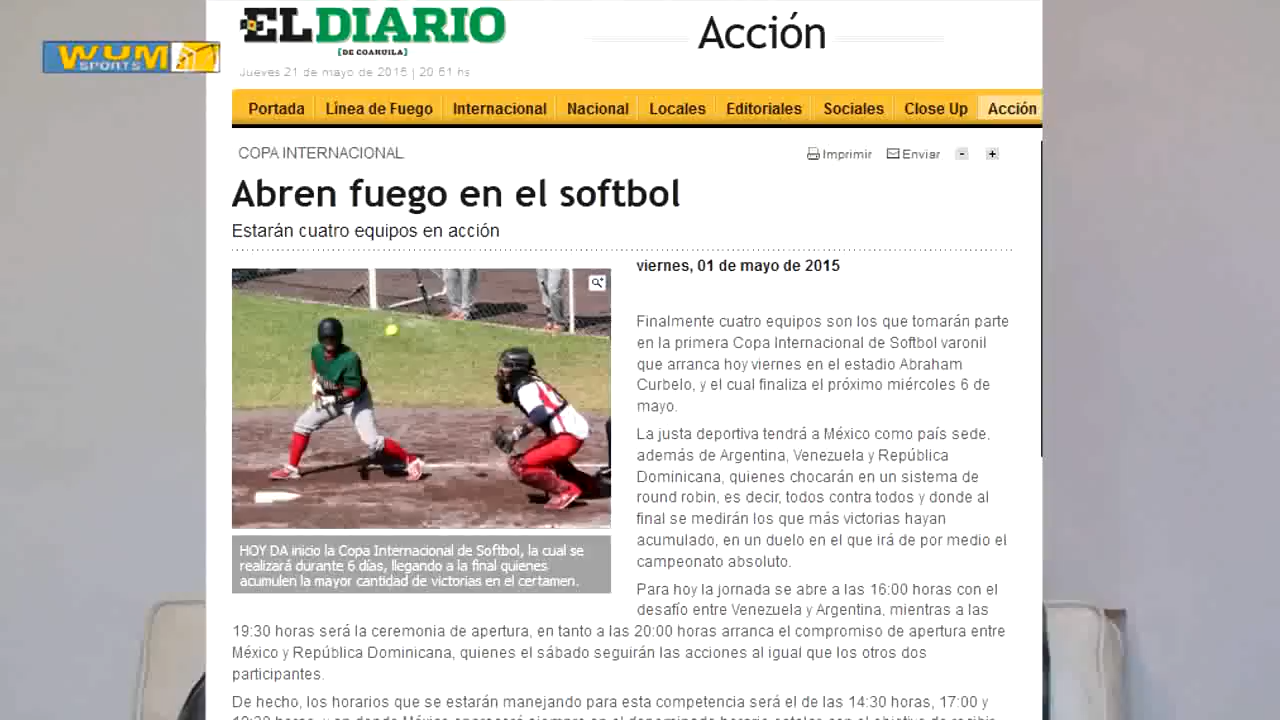 WUM
SPORTS
EL DIARIO
[DE COAHUILA]
Acción
Jueves 21 de mayo de 2015 | 20 51 hs
Portada Línea de Fuego Internacional Nacional Locales Editoriales Sociales Close Up Acción
COPA INTERNACIONAL
Imprimir Enviar - +
Abren fuego en el softbol
Estarán cuatro equipos en acción
viernes, 01 de mayo de 2015
Finalmente cuatro equipos son los que tomarán parte
en la primera Copa Internacional de Softbol varonil
que arranca hoy viernes en el estadio Abraham
Curbelo, y el cual finaliza el próximo miércoles 6 de
mayo.
La justa deportiva tendrá a México como país sede,
además de Argentina, Venezuela y República
Dominicana, quienes chocarán en un sistema de
round robin, es decir, todos contra todos y donde al
final se medirán los que más victorias hayan
acumulado, en un duelo en el que irá de por medio el
campeonato absoluto.
HOY DA inicio la Copa Internacional de Softbol, la cual se
realizará durante 6 días, llegando a la final quienes
acumulen la mayor cantidad de victorias en el certamen.
Para hoy la jornada se abre a las 16:00 horas con el
desafío entre Venezuela y Argentina, mientras a las
19:30 horas será la ceremonia de apertura, en tanto a las 20:00 horas arranca el compromiso de apertura entre
México y República Dominicana, quienes el sábado seguirán las acciones al igual que los otros dos
participantes.
De hecho, los horarios que se estarán manejando para esta competencia será el de las 14:30 horas, 17:00 y